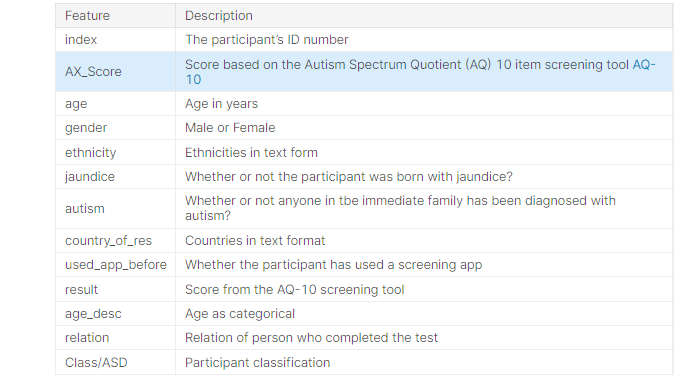 Feature Description
index The participant's ID number
AX_Score Score based on the Autism Spectrum Quotient (AQ) 10 item screening tool AQ-
10
age Age in years
gender Male or Female
ethnicity Ethnicities in text form
jaundice Whether or not the participant was born with jaundice?
autism Whether or not anyone in tbe immediate family has been diagnosed with
autism?
country_of_res Countries in text format
used_app_before Whether the participant has used a screening app
result Score from the AQ-10 screening tool
age_desc Age as categorical
relation Relation of person who completed the test
Class/ASD Participant classification